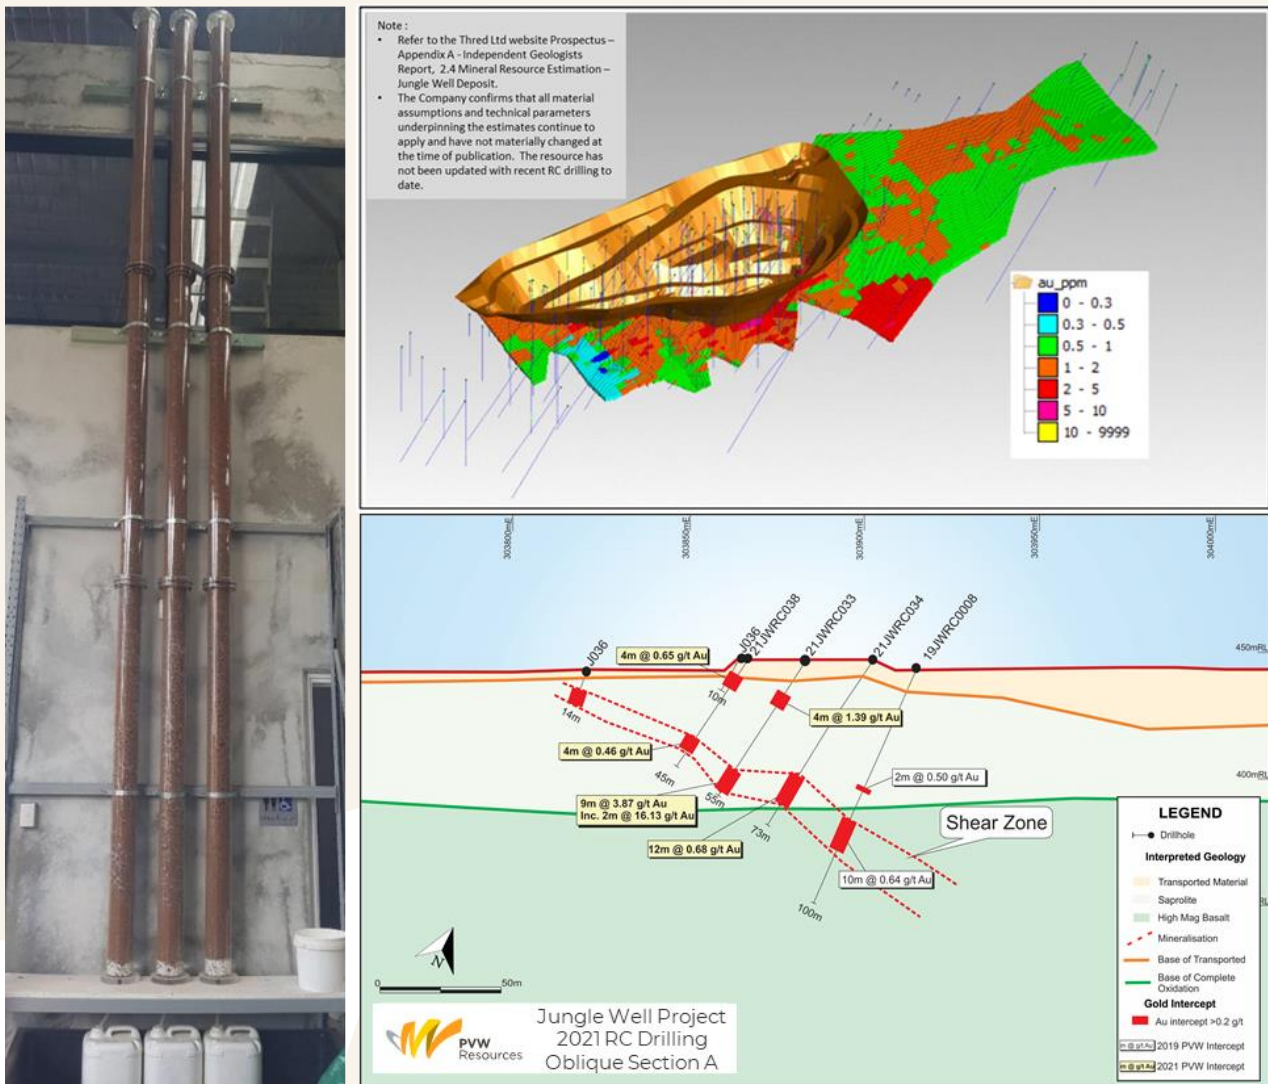 Note :
• Refer to the Thred Ltd website Prospectus –
Appendix A - Independent Geologists
Report, 2.4 Mineral Resource Estimation –
Jungle Well Deposit.
• The Company confirms that all material
assumptions and technical parameters
underpinning the estimates continue to
apply and have not materially changed at
the time of publication. The resource has
not been updated with recent RC drilling to
date.
au_ppm
0 - 0.3
0.3 - 0.5
0.5 - 1
1 - 2
2 - 5
5 - 10
10 - 9999
303800mE
303850mE
303900mE
303950mE
304000mE
J036
J036
21JWRC038
21JWRC033
21JWRC034
19JWRC0008
450mRL
4m @ 0.65 g/t Au
10m
14m
4m @ 1.39 g/t Au
4m @ 0.46 g/t Au
45m
2m @ 0.50 g/t Au
400mRL
55m
9m @ 3.87 g/t Au
Inc. 2m @ 16.13 g/t Au
73m
12m @ 0.68 g/t Au
Shear Zone
10m @ 0.64 g/t Au
100m
N
0
50m
PVW
Resources
Jungle Well Project
2021 RC Drilling
Oblique Section A
LEGEND
Drillhole
Interpreted Geology
Transported Material
Saprolite
High Mag Basalt
Mineralisation
Base of Transported
Base of Complete
Oxidation
Gold Intercept
Au intercept >0.2 g/t
m @ g/t Au 2019 PVW Intercept
m @ g/t Au 2021 PVW Intercept